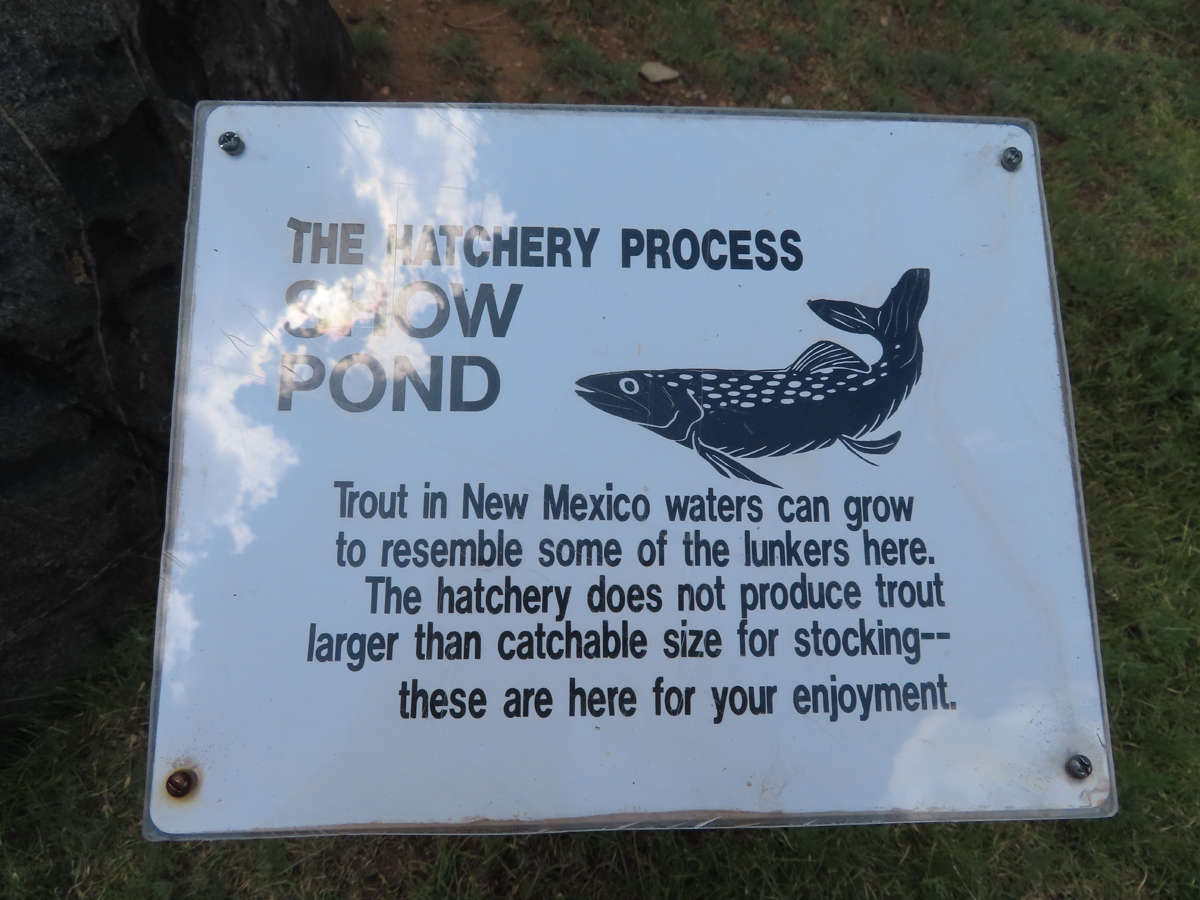 THE HATCHERY PROCESS
SHOW
POND
Trout in New Mexico waters can grow
to resemble some of the lunkers here.
The hatchery does not produce trout
larger than catchable size for stocking--
these are here for your enjoyment.